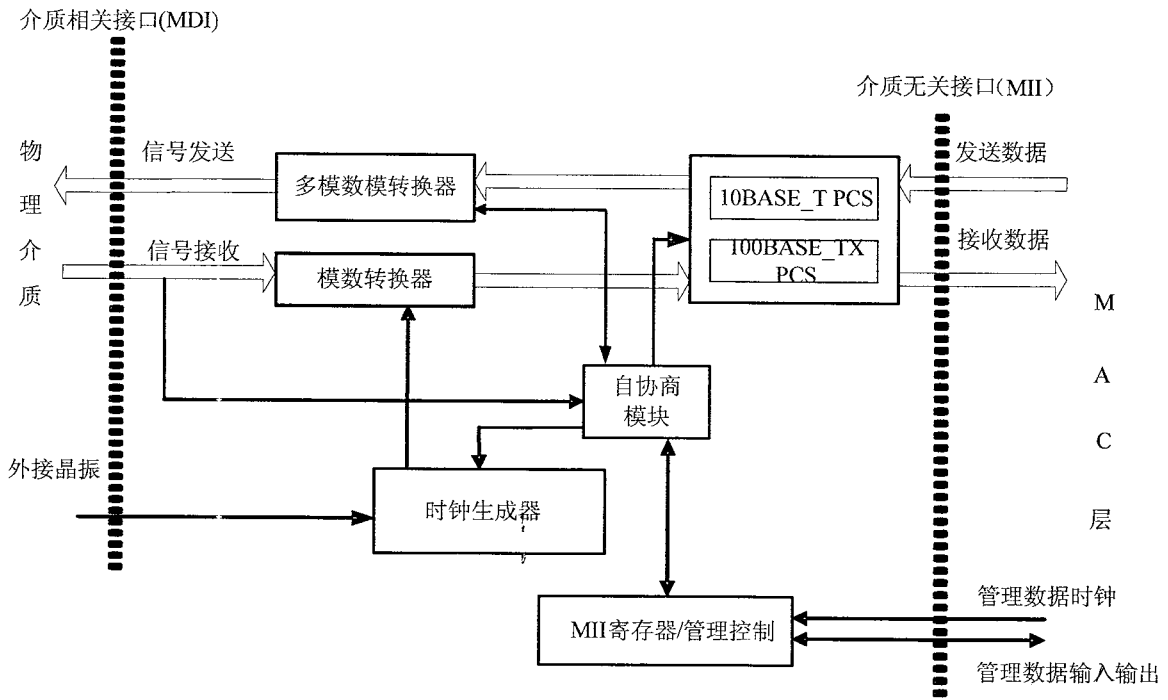 介质相关接口(MDI)
介质无关接口(MII)
物
理
介
质
信号发送
多模数模转换器
10BASE_T PCS
发送数据
信号接收
模数转换器
100BASE_TX
PCS
接收数据
M
A
C
层
自协商
模块
外接晶振
时钟生成器
MII寄存器/管理控制
管理数据时钟
管理数据输入输出